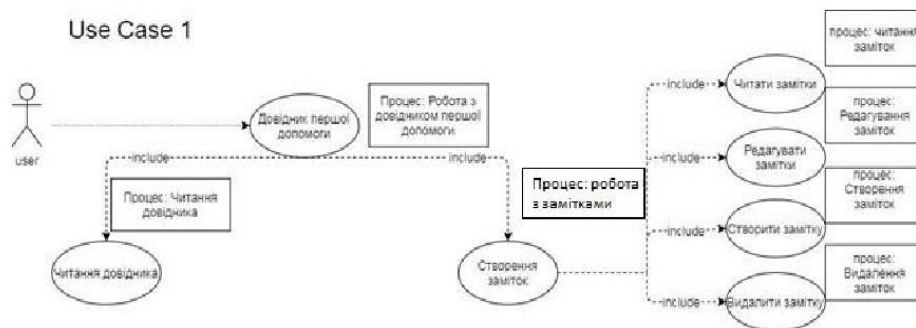 Use Case 1
user
Довідник першої
допомоги
Процес: Робота з
довідником першої
допомоги
include
include
Процес: Читання
довідника
Читання довідника
Створення
заміток
Процес: робота
з замітками
include
Читати замітки
процес: читання
заміток
include
Редагувати
замітки
процес:
Редагування
заміток
include
Створити замітку
процес:
Створення
заміток
include
Видалити замітку
процес:
Видалення
заміток